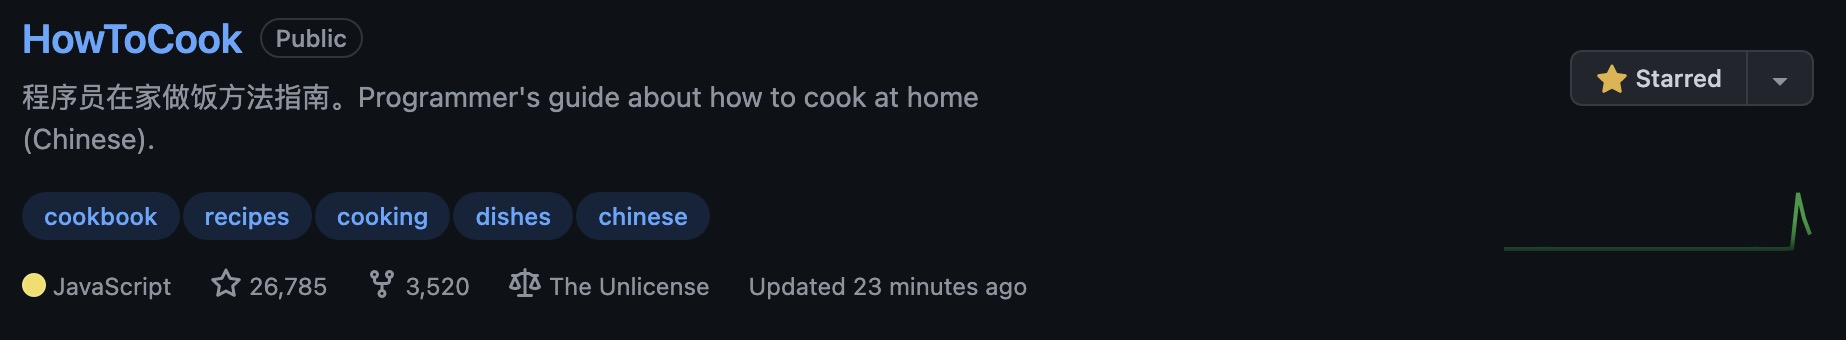 HowToCook Public
Starred
程序员在家做饭方法指南。Programmer's guide about how to cook at home
(Chinese).
cookbook recipes cooking dishes chinese
JavaScript 26,785 3,520 The Unlicense Updated 23 minutes ago